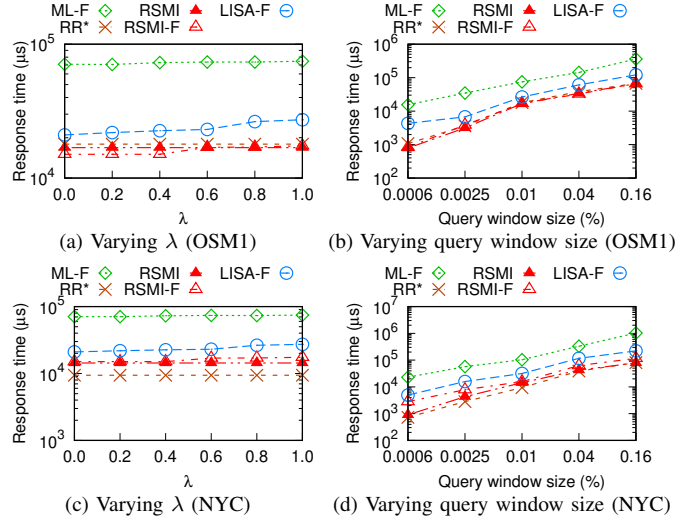 ML-F RSMI LISA-F
RR* RSMI-F
Response time (µs)
10^5
10^4
0.0 0.2 0.4 0.6 0.8 1.0
λ
(a) Varying λ (OSM1)
ML-F RSMI LISA-F
RR* RSMI-F
Response time (µs)
10^6
10^5
10^4
10^3
10^2
0.0006 0.0025 0.01 0.04 0.16
Query window size (%)
(b) Varying query window size (OSM1)
ML-F RSMI LISA-F
RR* RSMI-F
Response time (µs)
10^5
10^4
10^3
0.0 0.2 0.4 0.6 0.8 1.0
λ
(c) Varying λ (NYC)
ML-F RSMI LISA-F
RR* RSMI-F
Response time (µs)
10^7
10^6
10^5
10^4
10^3
10^2
0.0006 0.0025 0.01 0.04 0.16
Query window size (%)
(d) Varying query window size (NYC)